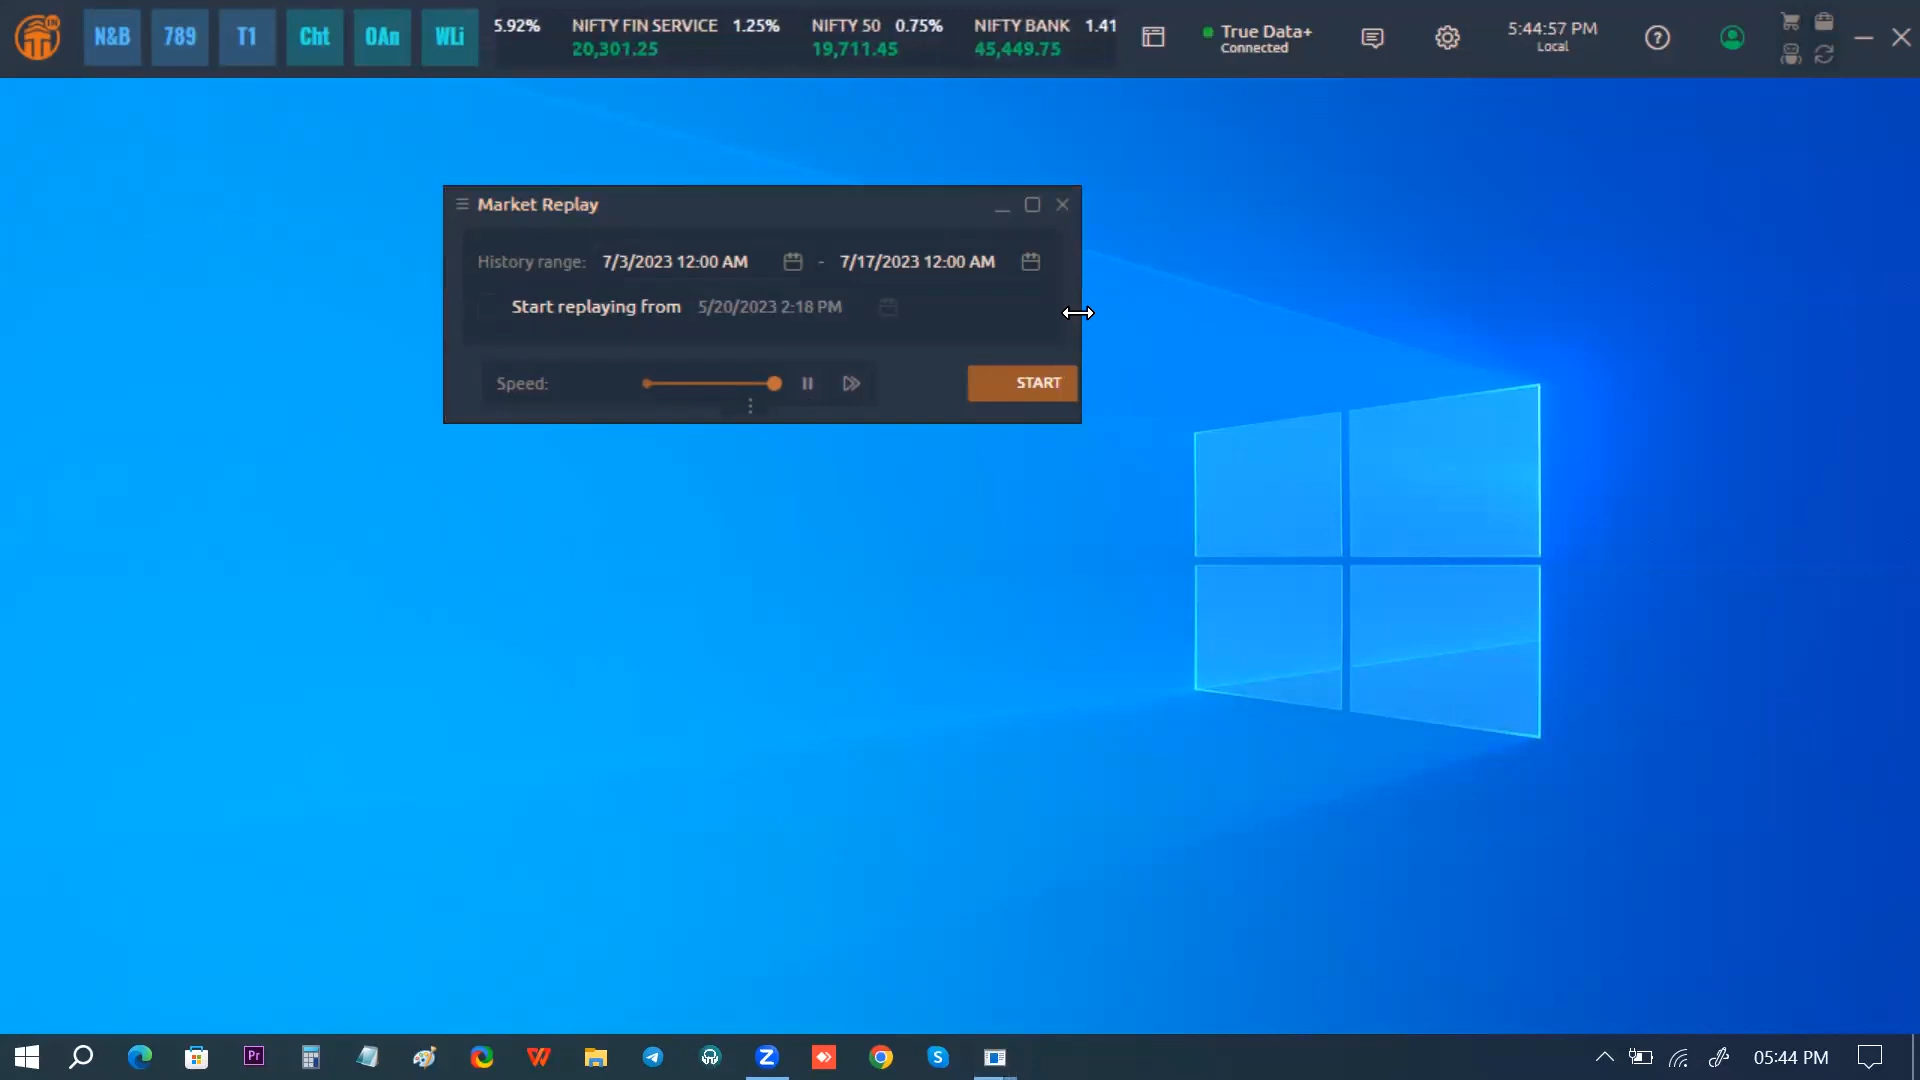 N&B 789 T1 Cht OAn WLi 5.92% NIFTY FIN SERVICE 1.25% NIFTY 50 0.75% NIFTY BANK 1.41 True Data+ 5:44:57 PM
20,301.25 19,711.45 45,449.75 Connected Local
Market Replay
History range: 7/3/2023 12:00 AM - 7/17/2023 12:00 AM
Start replaying from 5/20/2023 2:18 PM
Speed: START
05:44 PM